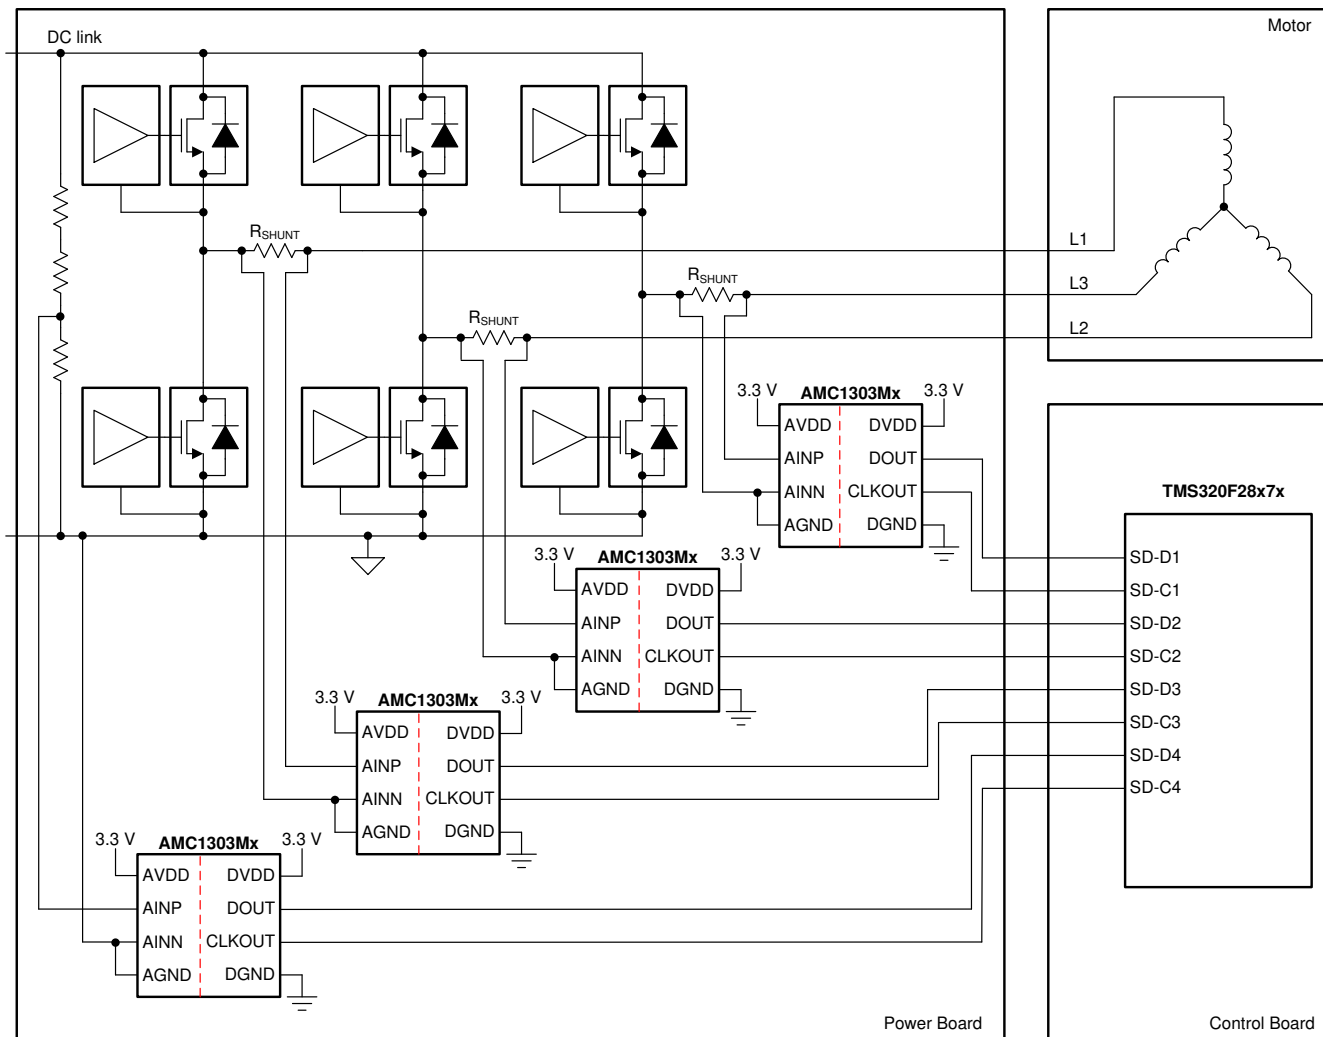 DC link
Motor
R_SHUNT
L1
R_SHUNT
L3
R_SHUNT
L2
3.3 V AMC1303Mx 3.3 V
AVDD DVDD
AINP DOUT
AINN CLKOUT
AGND DGND
TMS320F28x7x
SD-D1
SD-C1
SD-D2
SD-C2
SD-D3
SD-C3
SD-D4
SD-C4
3.3 V AMC1303Mx 3.3 V
AVDD DVDD
AINP DOUT
AINN CLKOUT
AGND DGND
3.3 V AMC1303Mx 3.3 V
AVDD DVDD
AINP DOUT
AINN CLKOUT
AGND DGND
3.3 V AMC1303Mx 3.3 V
AVDD DVDD
AINP DOUT
AINN CLKOUT
AGND DGND
Power Board
Control Board